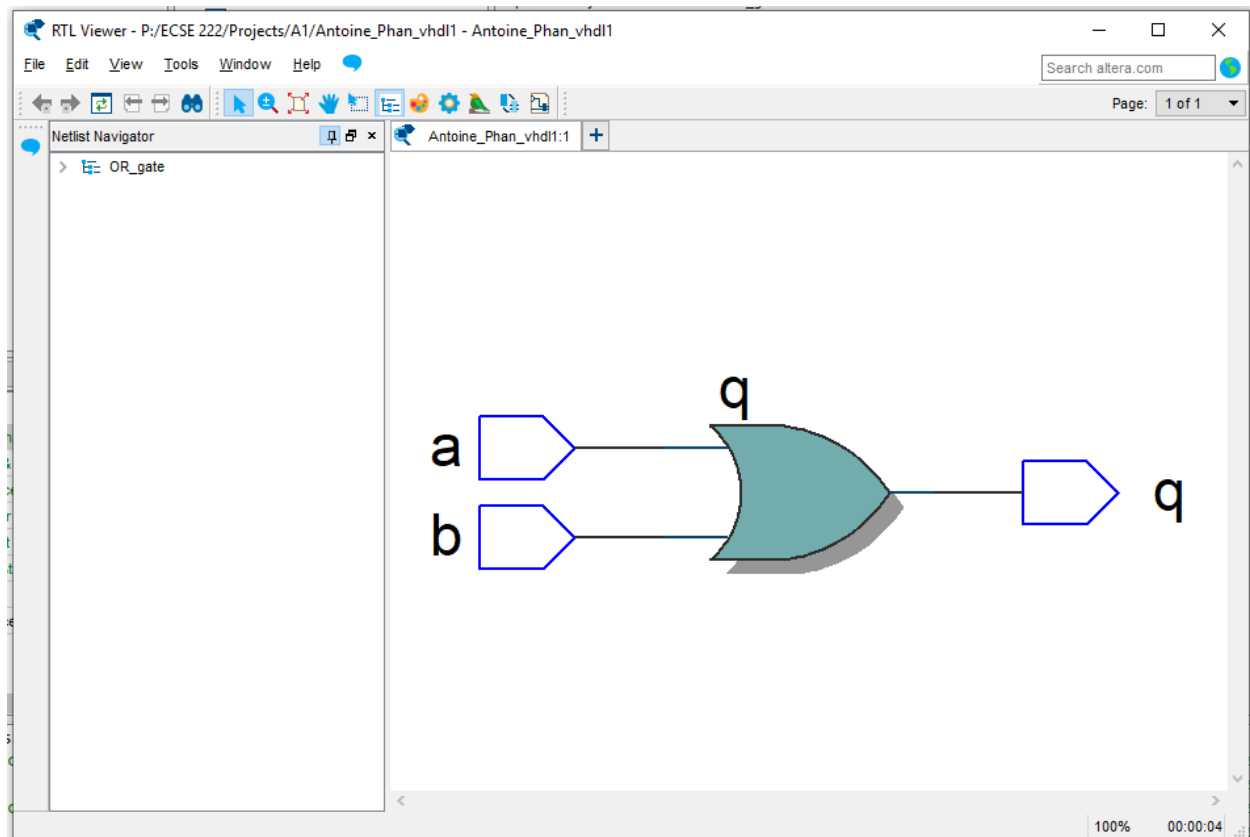 RTL Viewer - P:/ECSE 222/Projects/A1/Antoine_Phan_vhdl1 - Antoine_Phan_vhdl1
File Edit View Tools Window Help
Search altera.com
Page: 1 of 1
Netlist Navigator
Antoine_Phan_vhdl1:1
OR_gate
q
a
q
b
100% 00:00:04